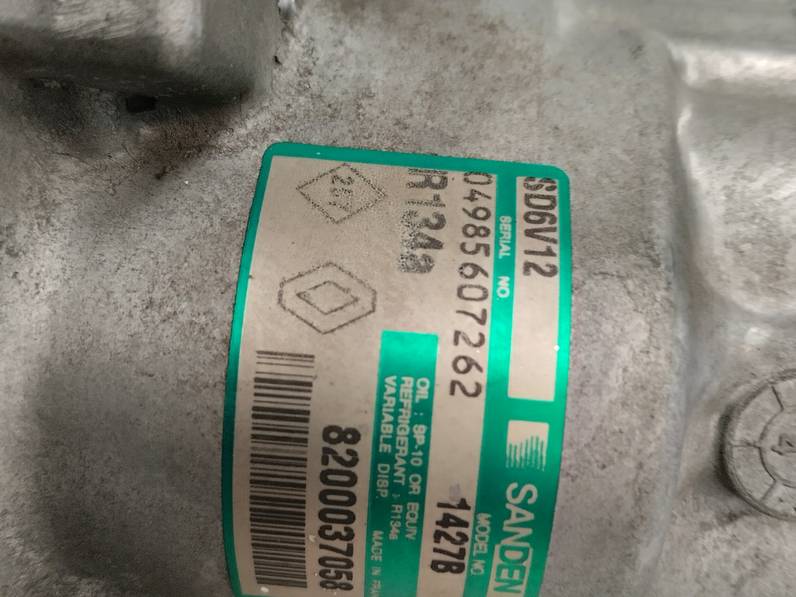 SD6V12
SANDEN
SERIAL NO.
MODEL NO.
04985607262
1427B
R134a
OIL : SP-10 OR EQUIV
REFRIGERANT : R134a
VARIABLE DISP.
MADE IN
8200037058